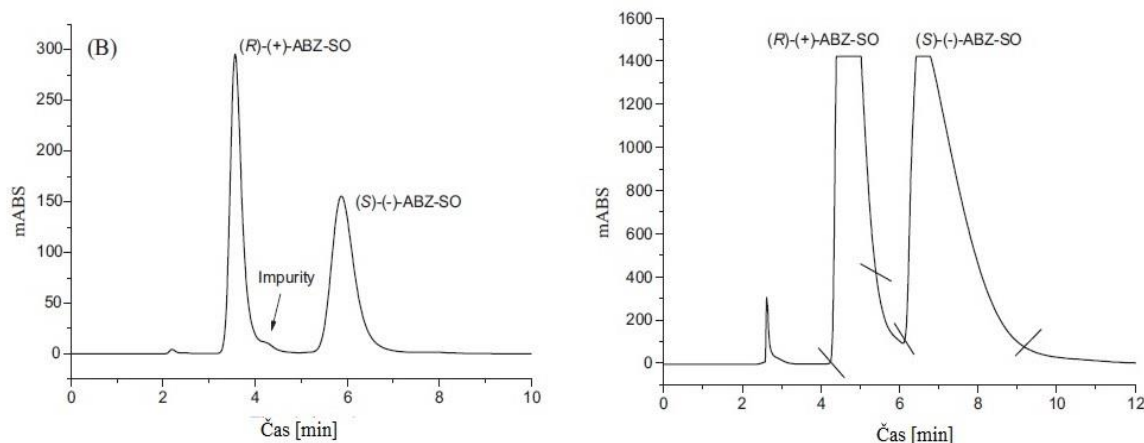 (B)
(R)-(+)-ABZ-SO
(S)-(-)-ABZ-SO
Impurity
mABS
300
250
200
150
100
50
0
0 2 4 6 8 10
Čas [min]
(R)-(+)-ABZ-SO (S)-(-)-ABZ-SO
mABS
1600
1400
1200
1000
800
600
400
200
0
0 2 4 6 8 10 12
Čas [min]